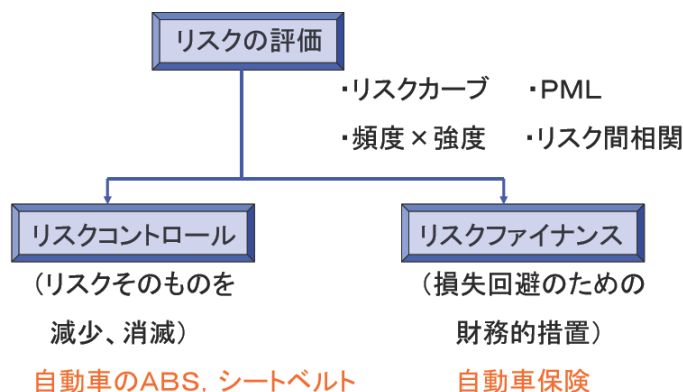 リスクの評価
・リスクカーブ ・PML
・頻度×強度 ・リスク間相関
リスクコントロール
(リスクそのものを
減少、消滅)
自動車のABS, シートベルト
リスクファイナンス
(損失回避のための
財務的措置)
自動車保険